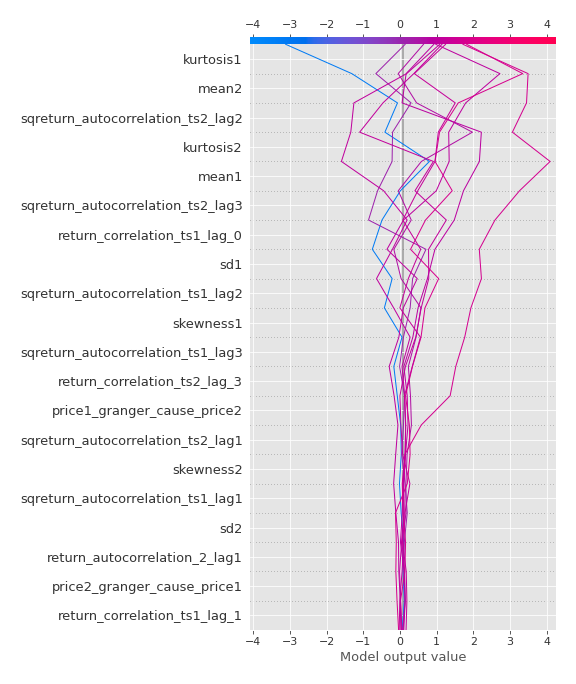 −4 −3 −2 −1 0 1 2 3 4
kurtosis1
mean2
sqreturn_autocorrelation_ts2_lag2
kurtosis2
mean1
sqreturn_autocorrelation_ts2_lag3
return_correlation_ts1_lag_0
sd1
sqreturn_autocorrelation_ts1_lag2
skewness1
sqreturn_autocorrelation_ts1_lag3
return_correlation_ts2_lag_3
price1_granger_cause_price2
sqreturn_autocorrelation_ts2_lag1
skewness2
sqreturn_autocorrelation_ts1_lag1
sd2
return_autocorrelation_2_lag1
price2_granger_cause_price1
return_correlation_ts1_lag_1
−4 −3 −2 −1 0 1 2 3 4
Model output value